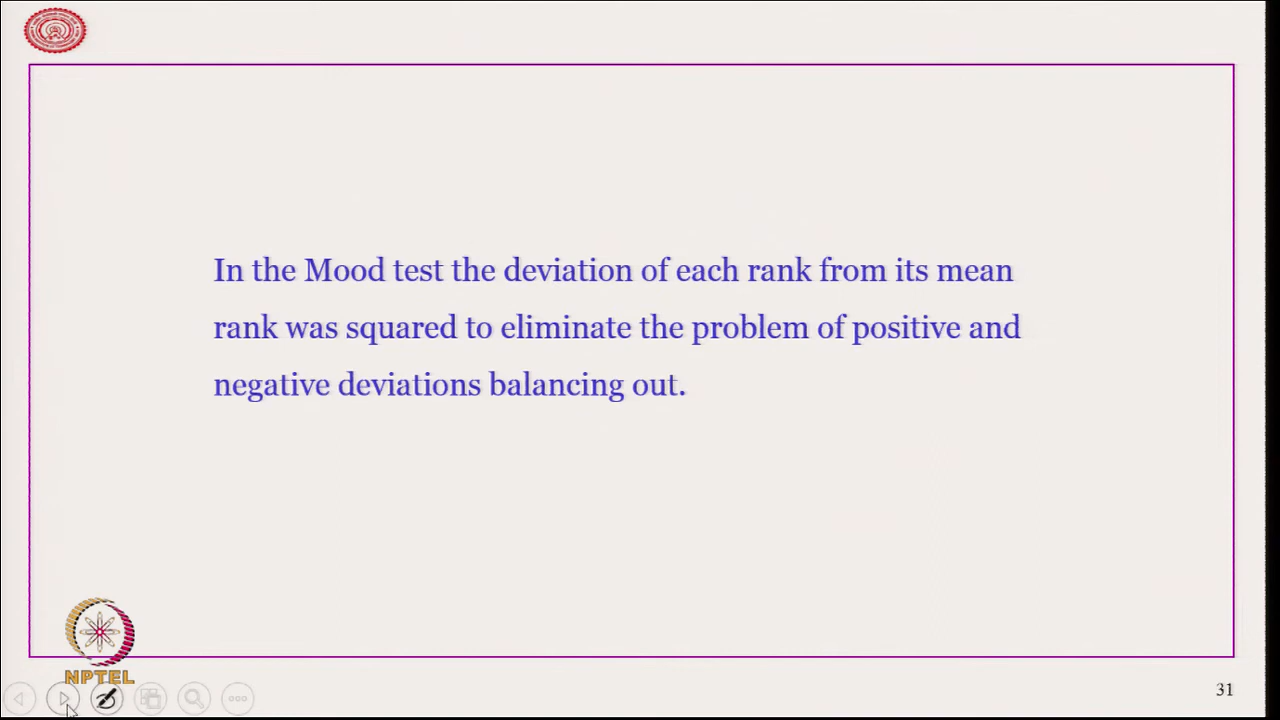 In the Mood test the deviation of each rank from its mean
rank was squared to eliminate the problem of positive and
negative deviations balancing out.
NPTEL
31